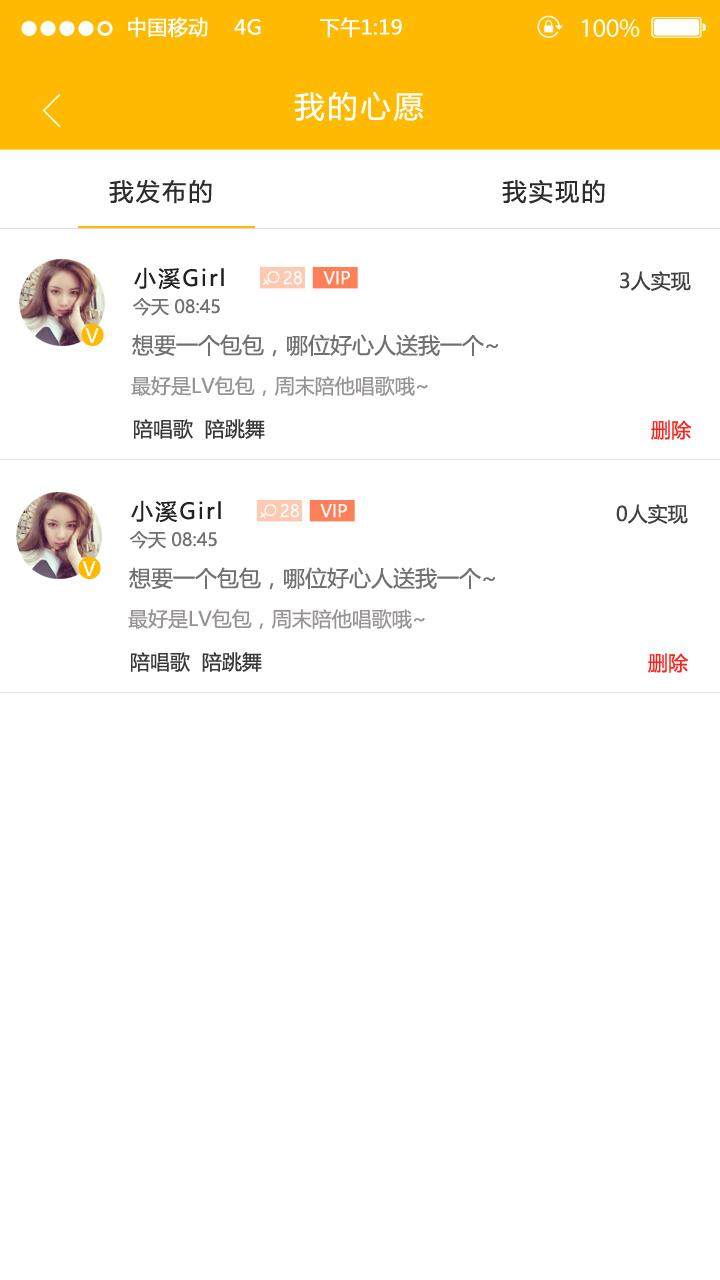 中国移动 4G 下午1:19 100%
我的心愿
我发布的 我实现的
小溪Girl 28 VIP 3人实现
今天 08:45
V
想要一个包包，哪位好心人送我一个~
最好是LV包包，周末陪他唱歌哦~
陪唱歌 陪跳舞 删除
小溪Girl 28 VIP 0人实现
今天 08:45
V
想要一个包包，哪位好心人送我一个~
最好是LV包包，周末陪他唱歌哦~
陪唱歌 陪跳舞 删除